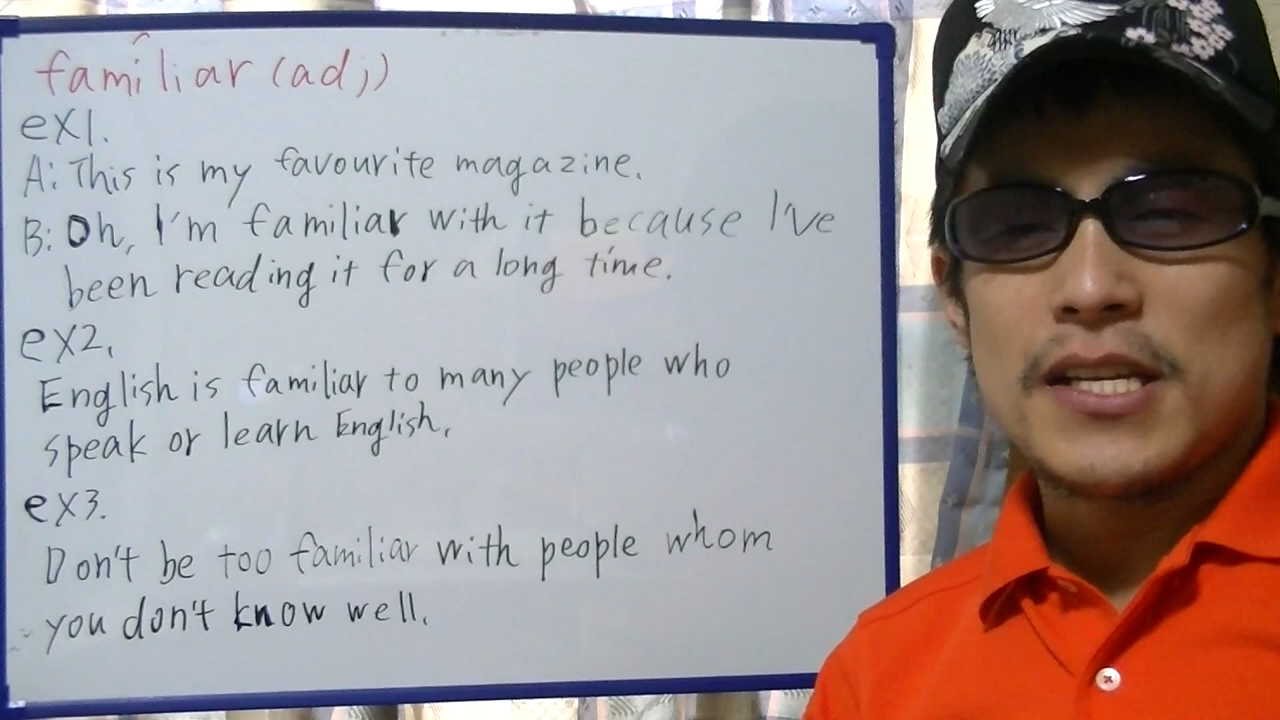 familiar (adj)
ex1.
A: This is my favourite magazine.
B: Oh, I'm familiar with it because I've
been reading it for a long time.
ex2.
English is familiar to many people who
speak or learn English.
ex3.
Don't be too familiar with people whom
you don't know well.